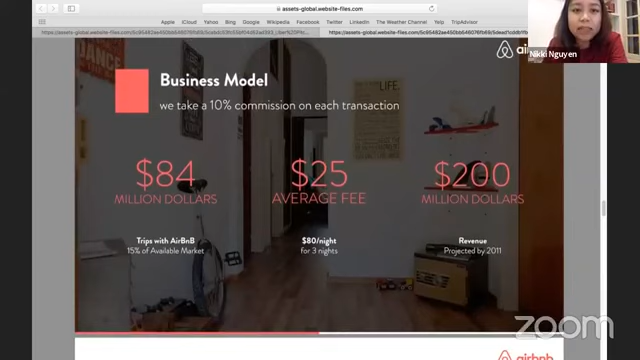 assets-global.website-files.com
Apple iCloud Yahoo Bing Google Wikipedia Facebook Twitter LinkedIn The Weather Channel Yelp TripAdvisor
Nikki Nguyen
airbnb
Business Model
we take a 10% commission on each transaction
$84
MILLION DOLLARS
$25
AVERAGE FEE
$200
MILLION DOLLARS
Trips with AirBnB
15% of Available Market
$80/night
for 3 nights
Revenue
Projected by 2011
zoom